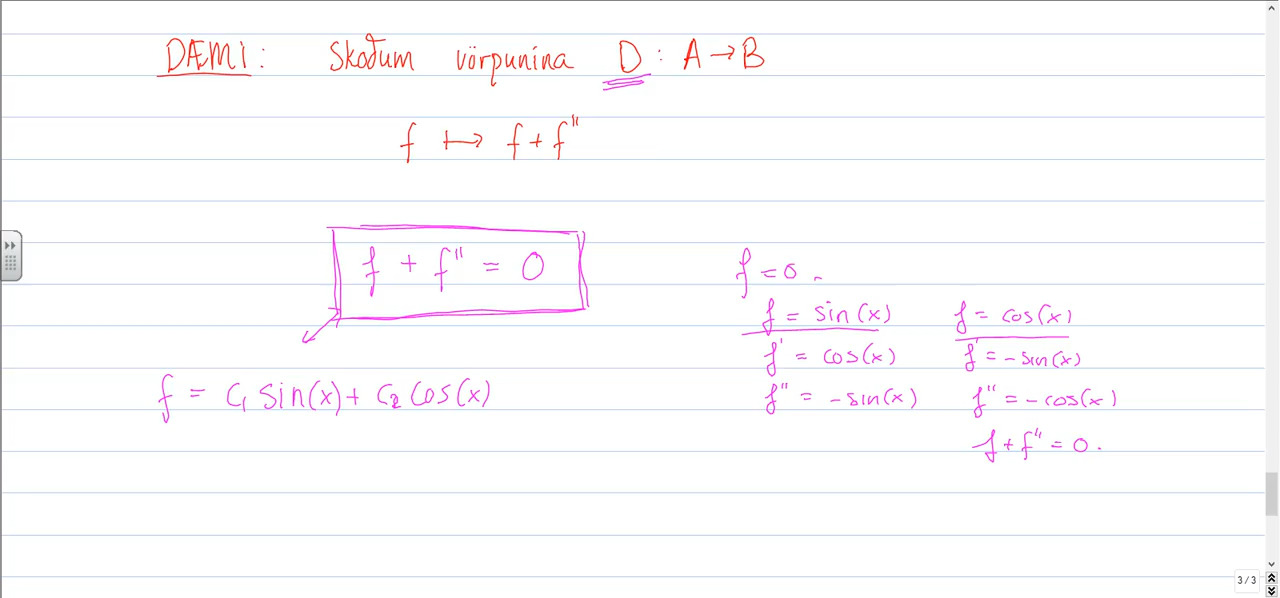 DÆMI: Skoðum vörpunina D: A → B
f ↦ f + f"
f + f" = 0
f = C₁ sin(x) + C₂ cos(x)
f = 0.
f = sin(x)
f' = cos(x)
f" = -sin(x)
f = cos(x)
f' = -sin(x)
f" = -cos(x)
f + f" = 0.
3/3